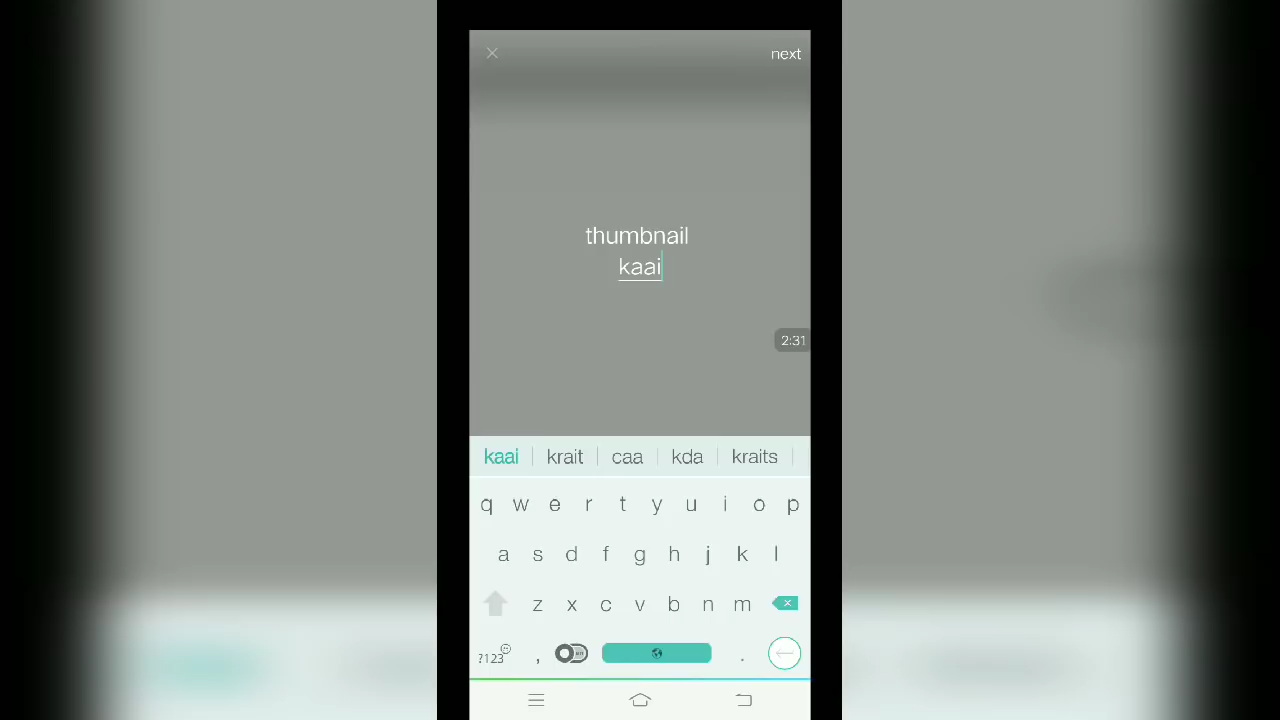 next
thumbnail
kaai
2:31
kaai krait caa kda kraits
q w e r t y u i o p
a s d f g h j k l
z x c v b n m
?123 , .